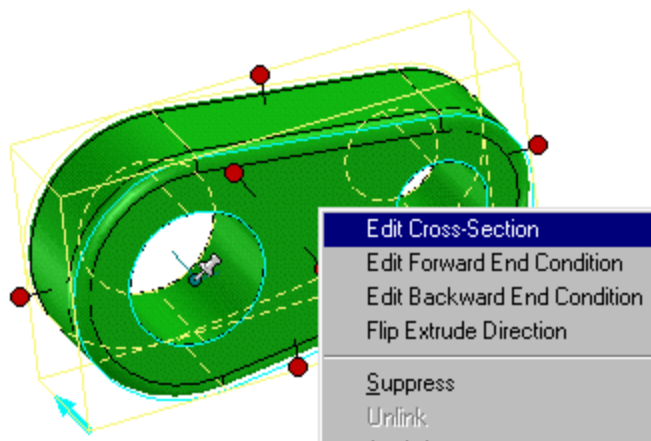 Edit Cross-Section
Edit Forward End Condition
Edit Backward End Condition
Flip Extrude Direction
Suppress
Unlink